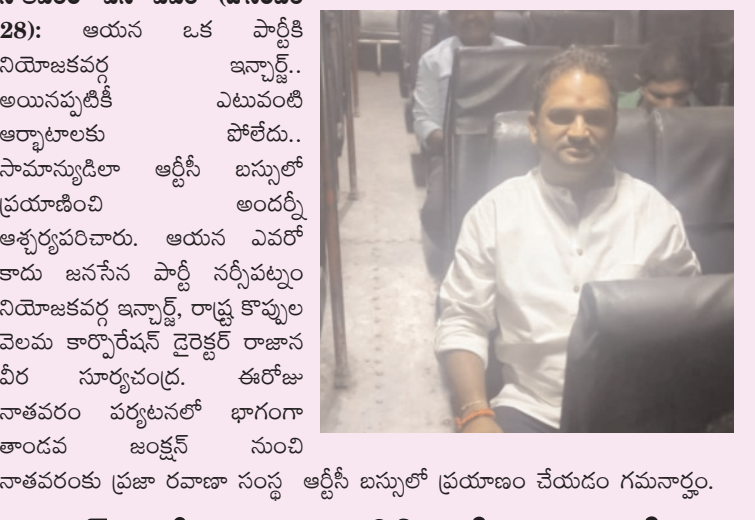 28): ఆయన ఒక పార్టీకి
నియోజకవర్గ ఇన్చార్జ్..
అయినప్పటికీ ఎటువంటి
ఆర్భాటాలకు పోలేదు..
సామాన్యుడిలా ఆర్టీసీ బస్సులో
ప్రయాణించి అందర్నీ
ఆశ్చర్యపరిచారు. ఆయన ఎవరో
కాదు జనసేన పార్టీ నర్సీపట్నం
నియోజకవర్గ ఇన్చార్జ్, రాష్ట్ర కొప్పుల
వెలమ కార్పొరేషన్ డైరెక్టర్ రాజాన
వీర సూర్యచంద్ర. ఈరోజు
నాతవరం పర్యటనలో భాగంగా
తాండవ జంక్షన్ నుంచి
నాతవరంకు ప్రజా రవాణా సంస్థ ఆర్టీసీ బస్సులో ప్రయాణం చేయడం గమనార్హం.